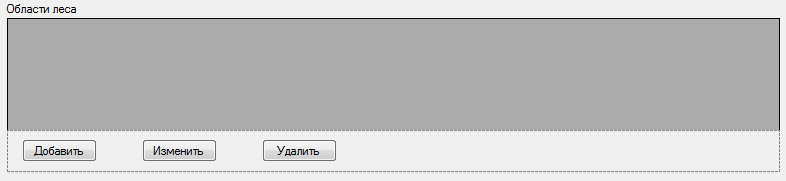 Области леса
Добавить Изменить Удалить